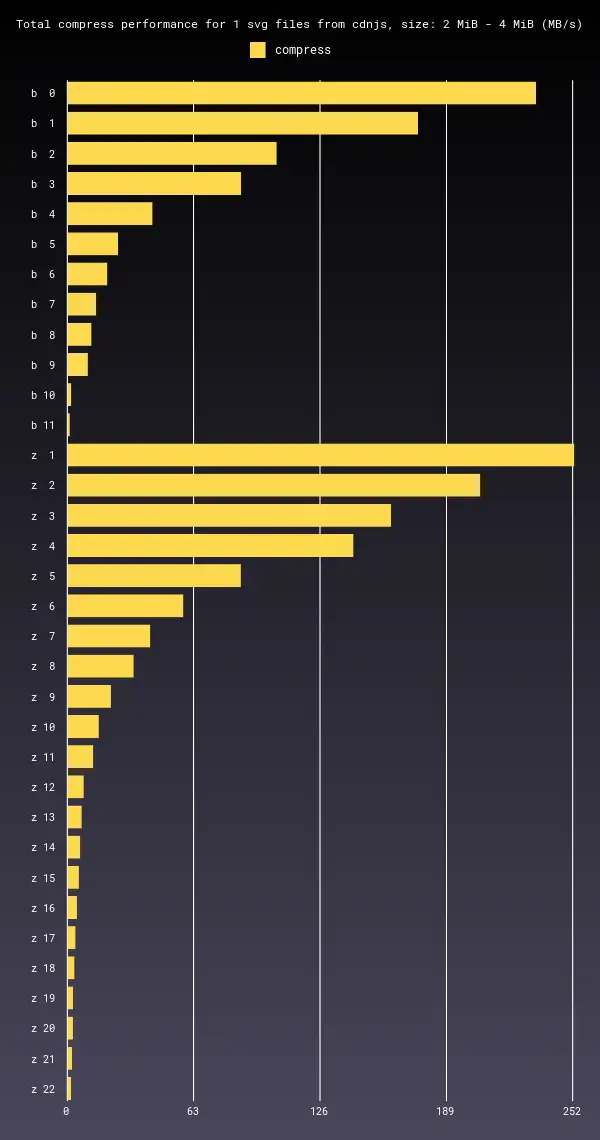 Total compress performance for 1 svg files from cdnjs, size: 2 MiB - 4 MiB (MB/s)
compress
b 0
b 1
b 2
b 3
b 4
b 5
b 6
b 7
b 8
b 9
b 10
b 11
z 1
z 2
z 3
z 4
z 5
z 6
z 7
z 8
z 9
z 10
z 11
z 12
z 13
z 14
z 15
z 16
z 17
z 18
z 19
z 20
z 21
z 22
0 63 126 189 252